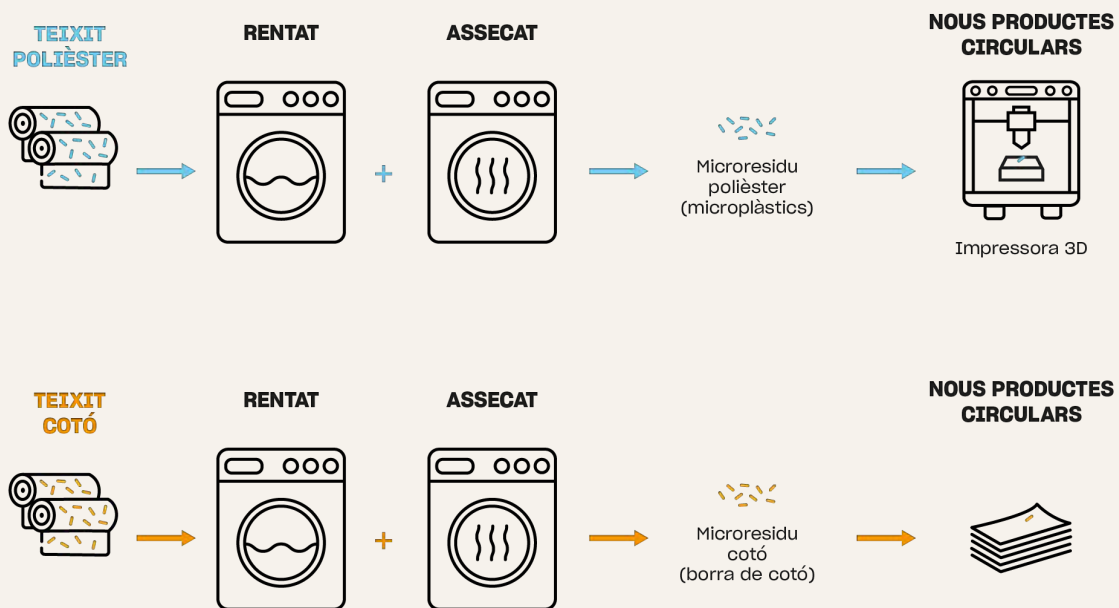 TEIXIT
POLIÈSTER
RENTAT
ASSECAT
NOUS PRODUCTES
CIRCULARS
+
Microresidu
polièster
(microplàstics)
Impressora 3D
TEIXIT
COTÓ
RENTAT
ASSECAT
NOUS PRODUCTES
CIRCULARS
+
Microresidu
cotó
(borra de cotó)